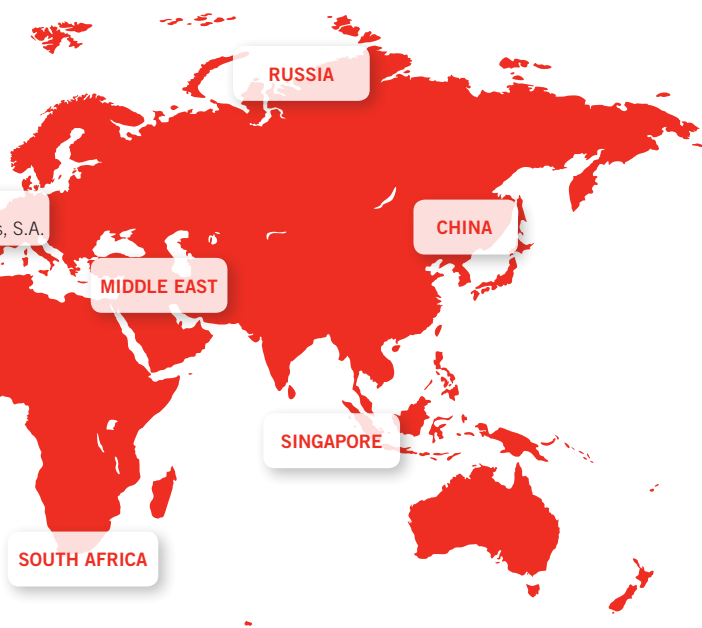 RUSSIA
s, S.A.
CHINA
MIDDLE EAST
SINGAPORE
SOUTH AFRICA